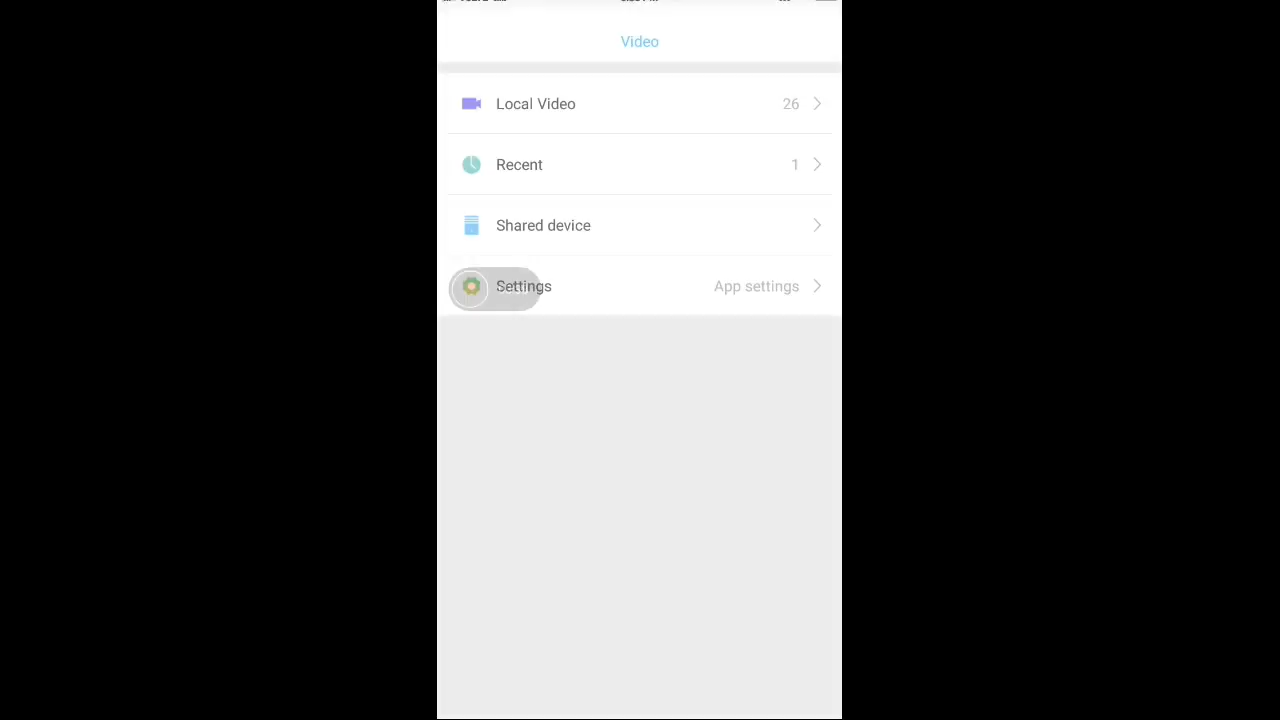 Video
Local Video 26
Recent 1
Shared device
Settings App settings